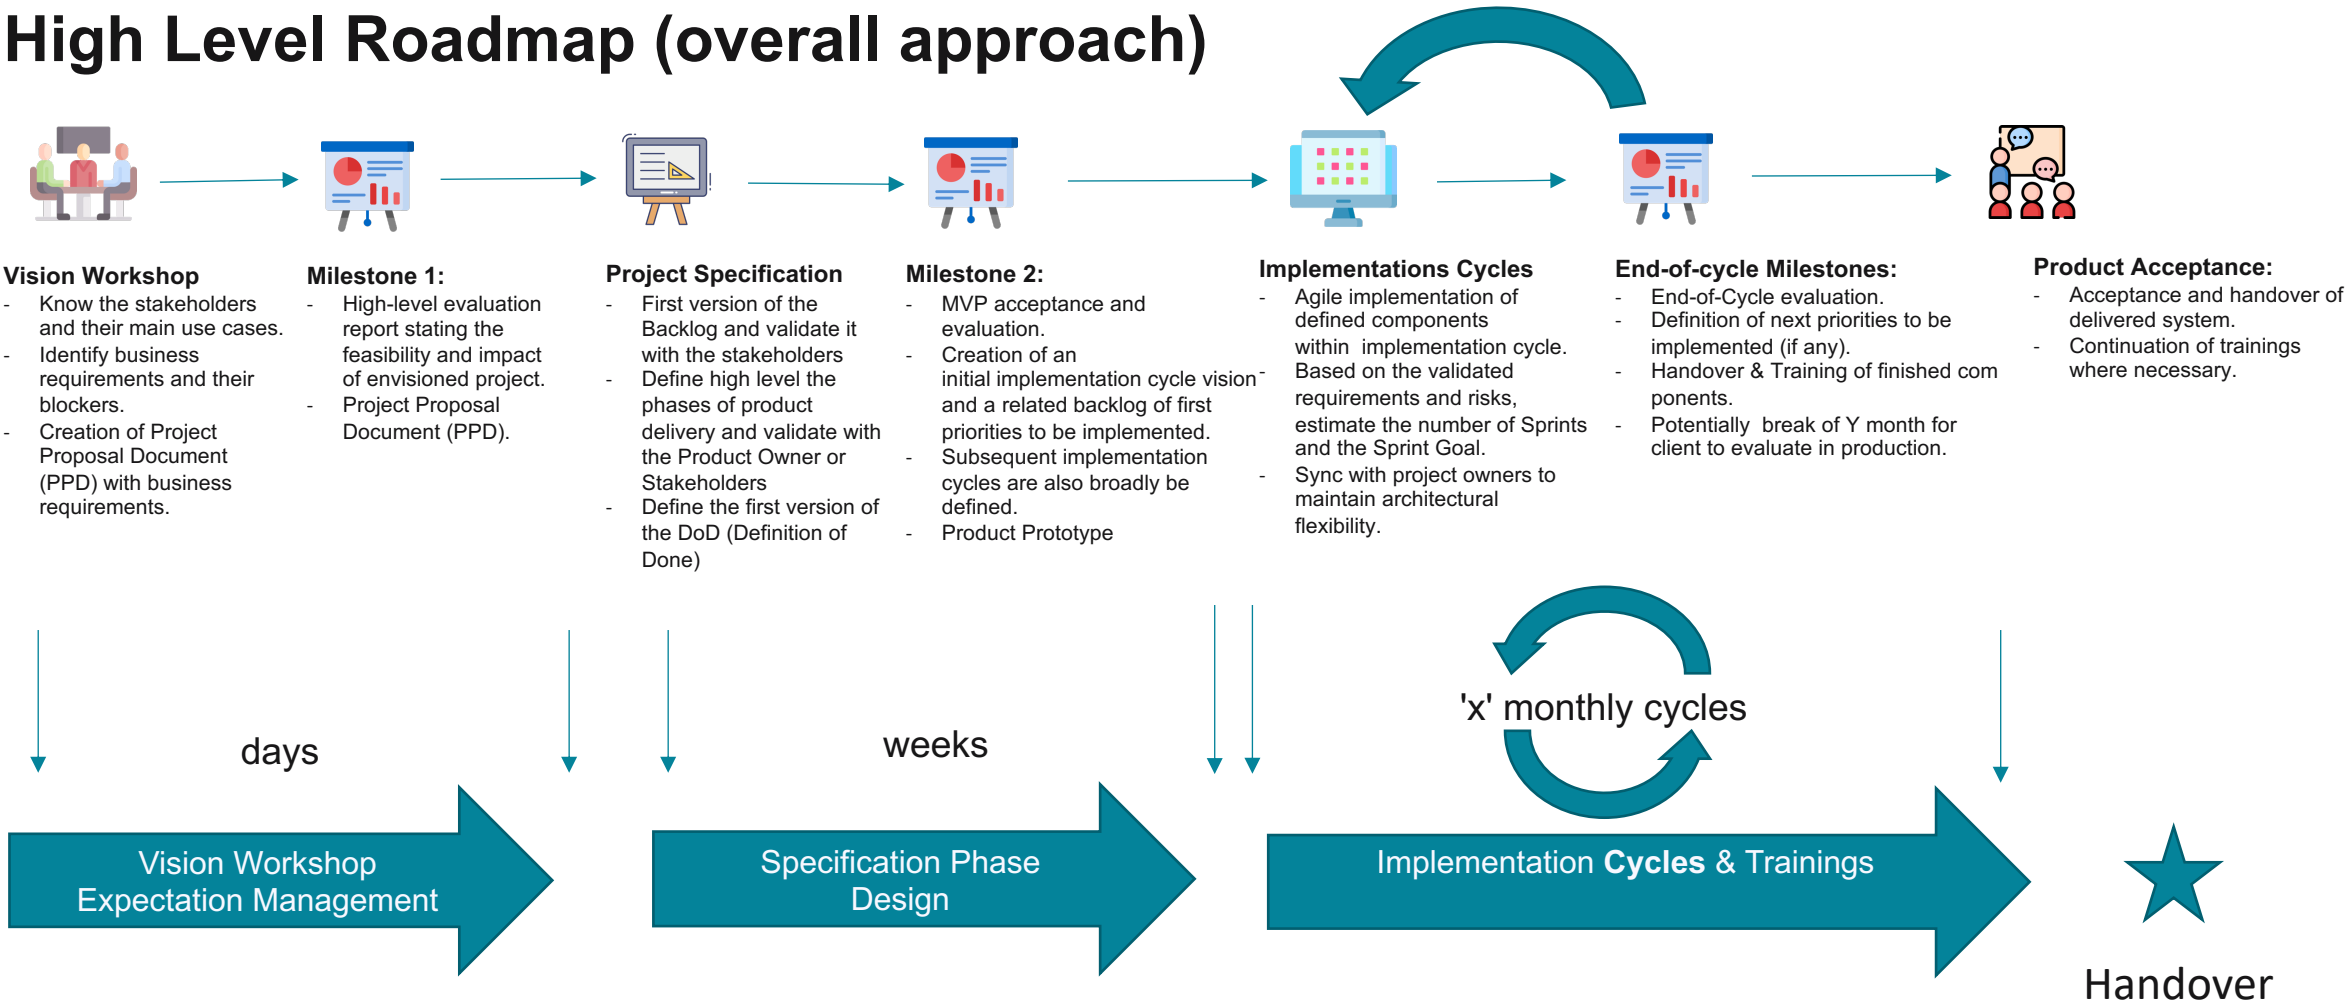 High Level Roadmap (overall approach)
Vision Workshop
- Know the stakeholders
and their main use cases.
- Identify business
requirements and their
blockers.
- Creation of Project
Proposal Document
(PPD) with business
requirements.
Milestone 1:
- High-level evaluation
report stating the
feasibility and impact
of envisioned project.
- Project Proposal
Document (PPD).
Project Specification
- First version of the
Backlog and validate it
with the stakeholders
- Define high level the
phases of product
delivery and validate with
the Product Owner or
Stakeholders
- Define the first version of
the DoD (Definition of
Done)
Milestone 2:
- MVP acceptance and
evaluation.
- Creation of an
initial implementation cycle vision
and a related backlog of first
priorities to be implemented.
- Subsequent implementation
cycles are also broadly be
defined.
- Product Prototype
Implementations Cycles
- Agile implementation of
defined components
within implementation cycle.
- Based on the validated
requirements and risks,
estimate the number of Sprints
and the Sprint Goal.
- Sync with project owners to
maintain architectural
flexibility.
End-of-cycle Milestones:
- End-of-Cycle evaluation.
- Definition of next priorities to be
implemented (if any).
- Handover & Training of finished com
ponents.
- Potentially break of Y month for
client to evaluate in production.
Product Acceptance:
- Acceptance and handover of
delivered system.
- Continuation of trainings
where necessary.
days
weeks
'x' monthly cycles
Vision Workshop
Expectation Management
Specification Phase
Design
Implementation Cycles & Trainings
Handover